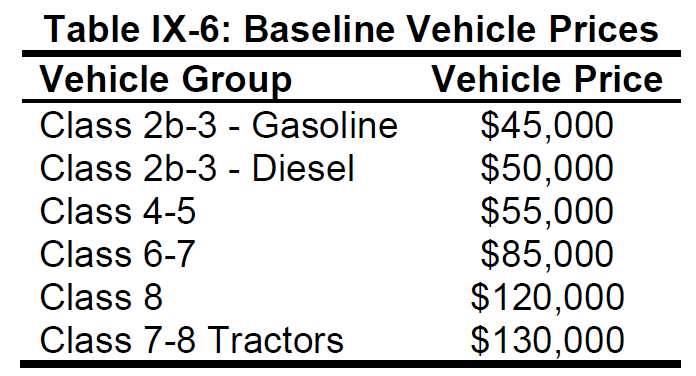 Table IX-6: Baseline Vehicle Prices
Vehicle Group Vehicle Price
Class 2b-3 - Gasoline $45,000
Class 2b-3 - Diesel $50,000
Class 4-5 $55,000
Class 6-7 $85,000
Class 8 $120,000
Class 7-8 Tractors $130,000